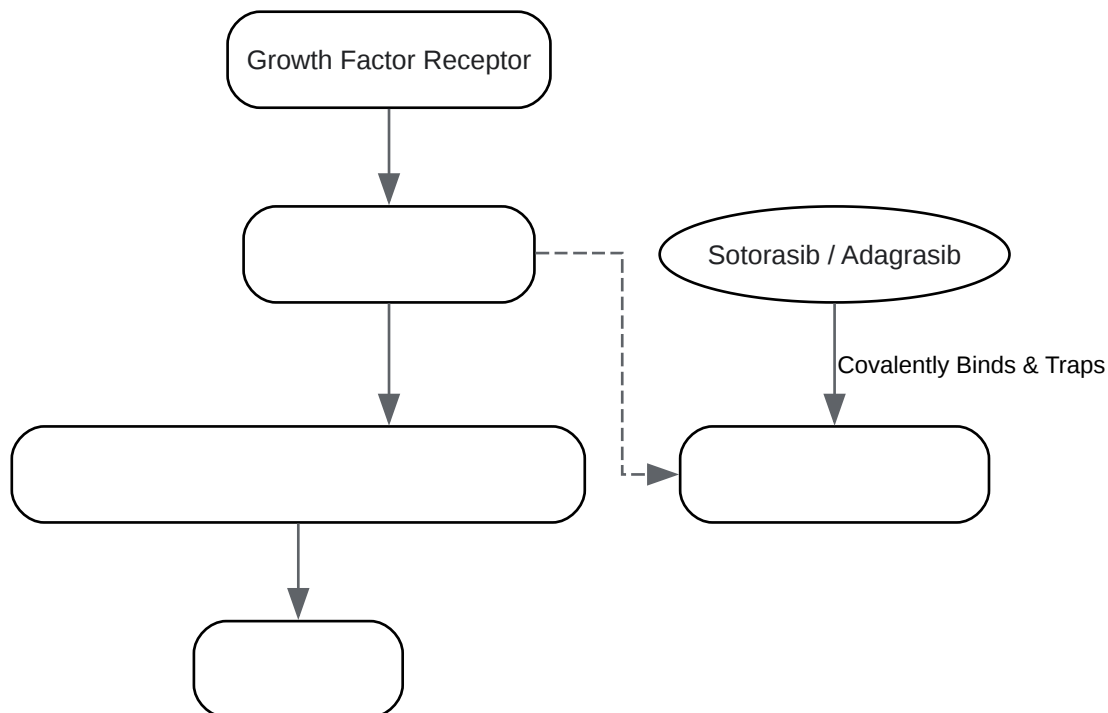 Growth Factor Receptor
Sotorasib / Adagrasib
Covalently Binds & Traps